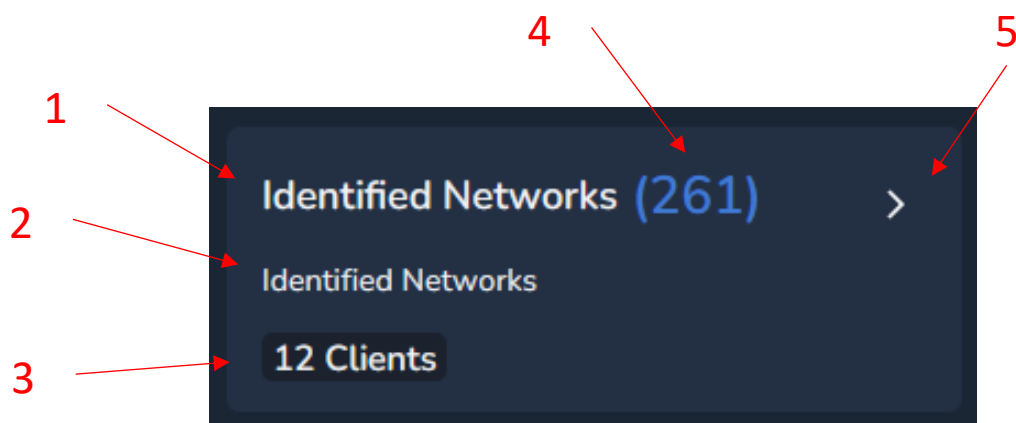 4 5
1
Identified Networks (261) >
2
Identified Networks
12 Clients
3